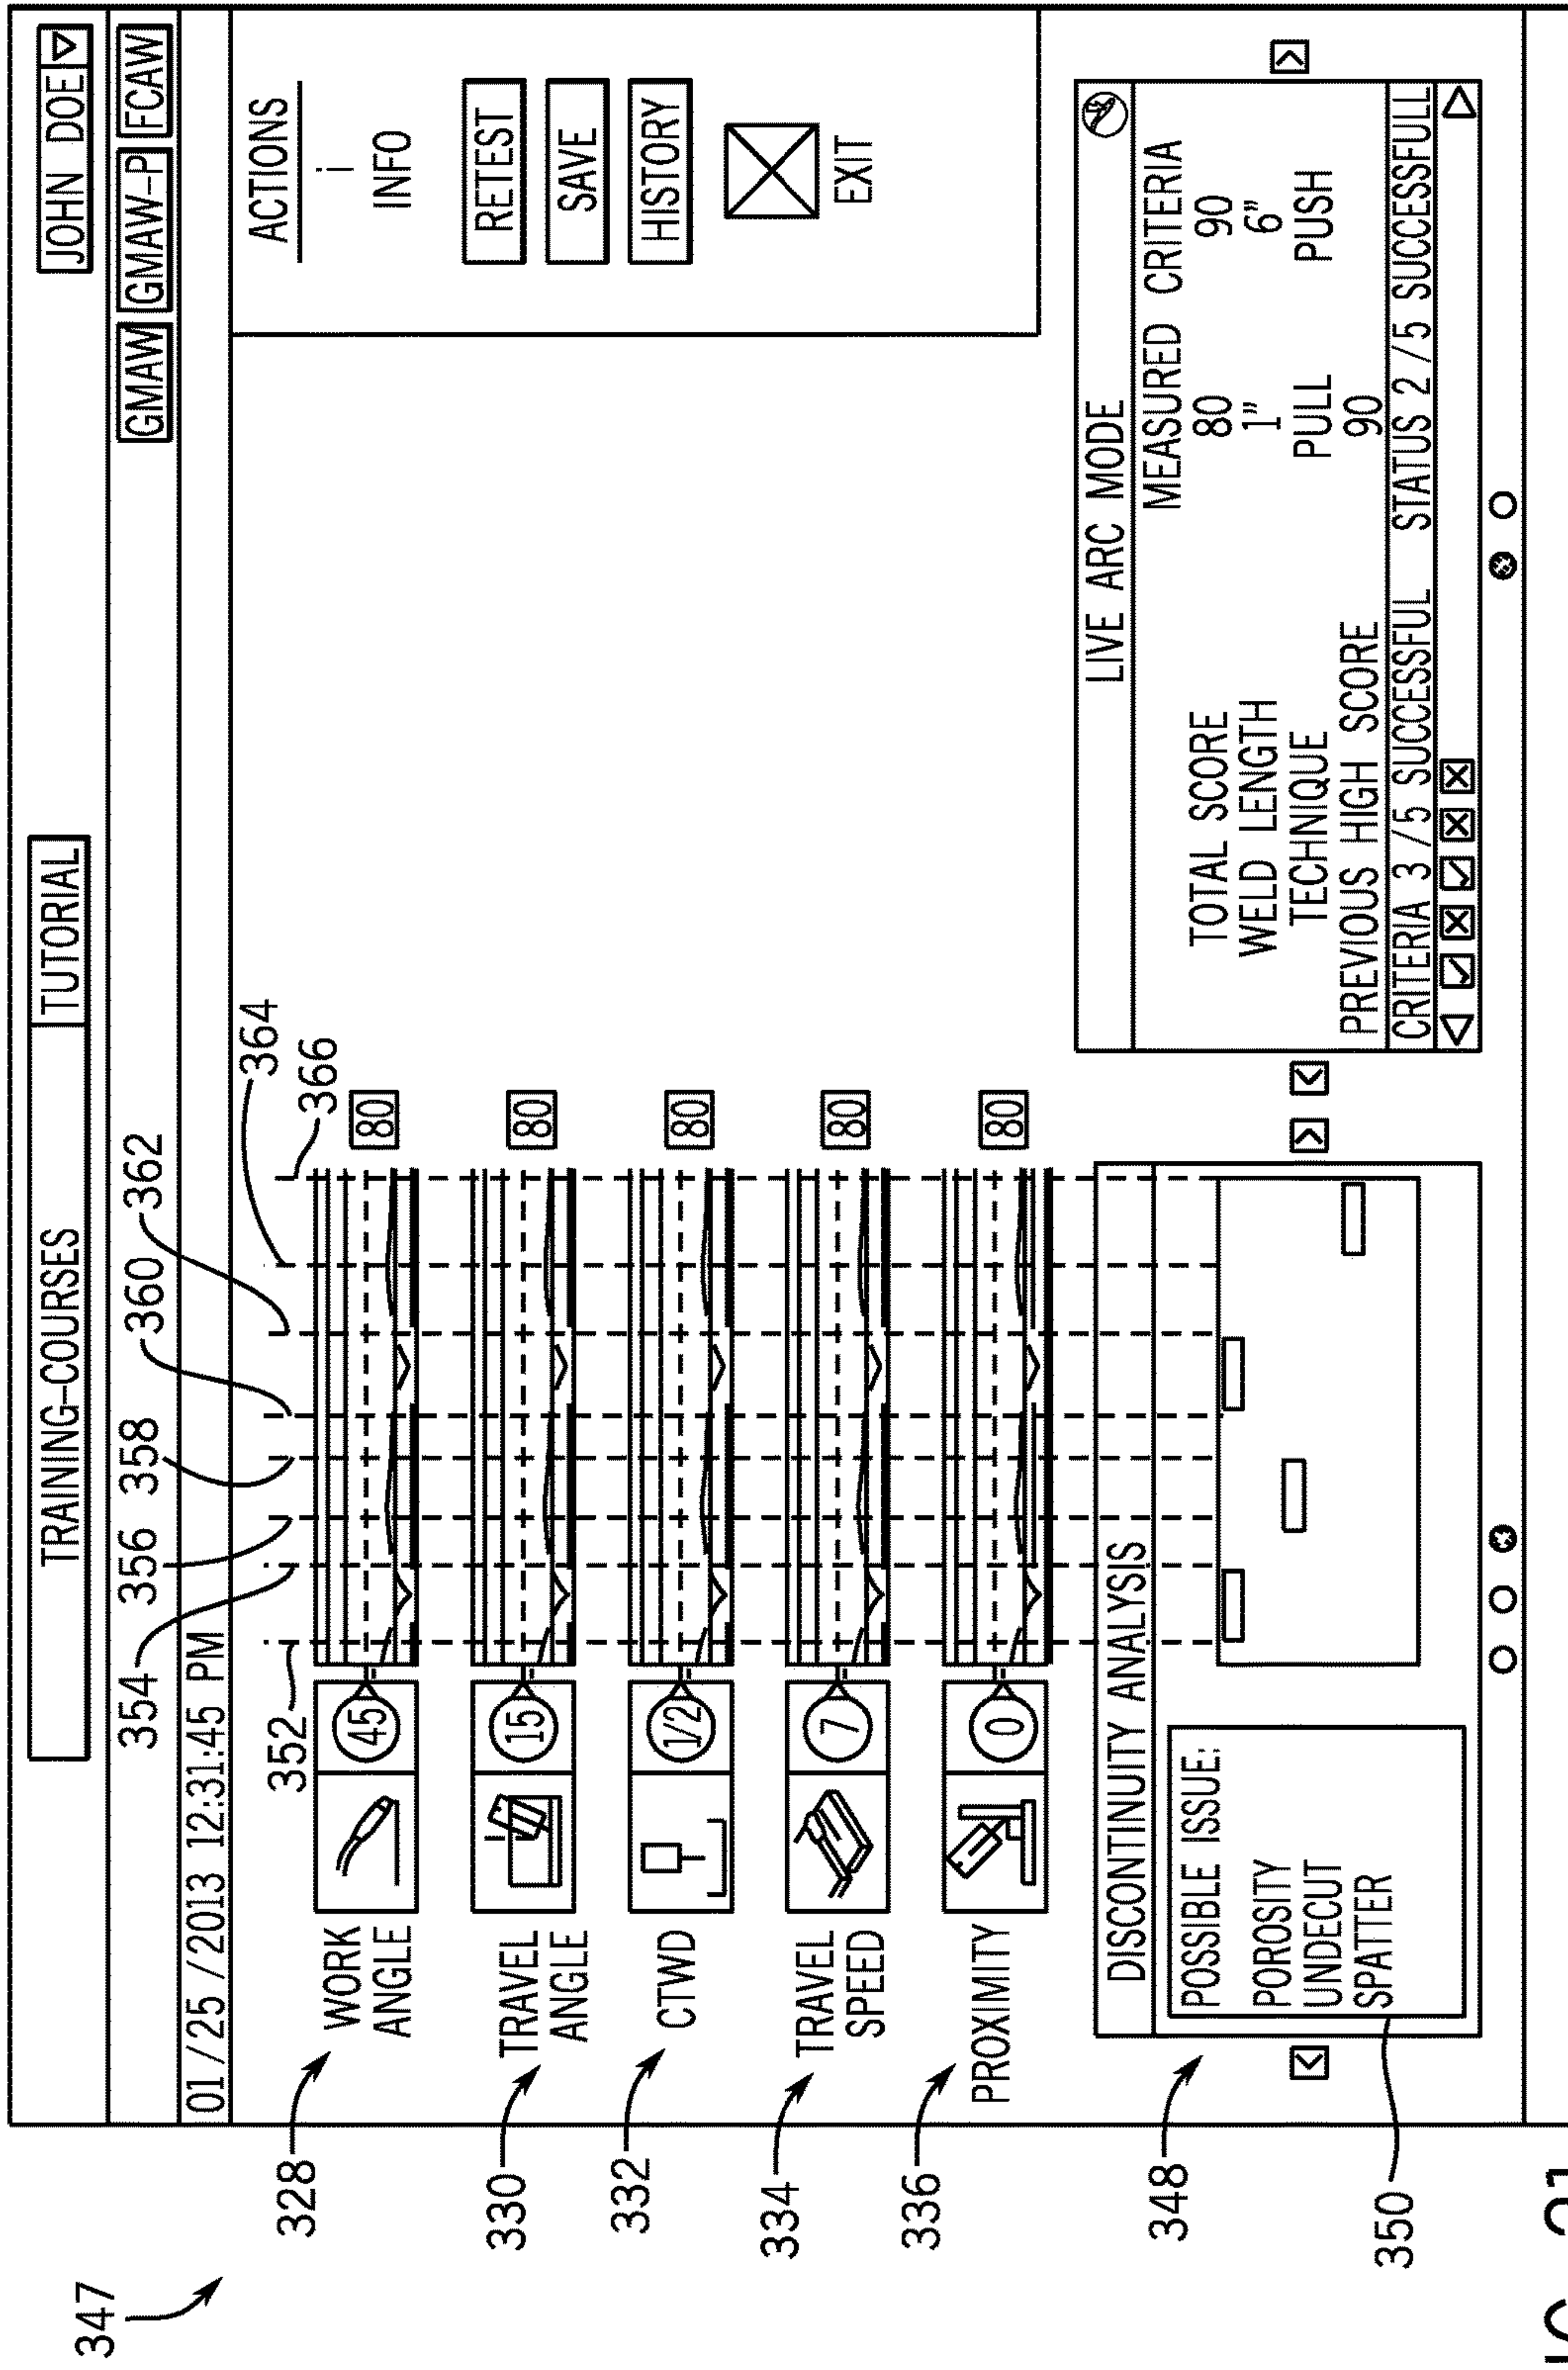 347
TRAINING-COURSES
TUTORIAL
JOHN DOE
GMAW
GMAW-P
FCAW
01/25/2013 12:31:45 PM
354
356
358
360
362
352
364
366
328
WORK ANGLE
45
80
330
TRAVEL ANGLE
15
80
332
CTWD
1/2
80
334
TRAVEL SPEED
7
80
336
PROXIMITY
0
80
ACTIONS
i
INFO
RETEST
SAVE
HISTORY
EXIT
348
DISCONTINUITY ANALYSIS
POSSIBLE ISSUE:
POROSITY
UNDECUT
SPATTER
350
LIVE ARC MODE
MEASURED CRITERIA
TOTAL SCORE 80 90
WELD LENGTH 1" 6"
TECHNIQUE PULL PUSH
PREVIOUS HIGH SCORE 90
CRITERIA 3/5 SUCCESSFUL STATUS 2/5 SUCCESSFULL